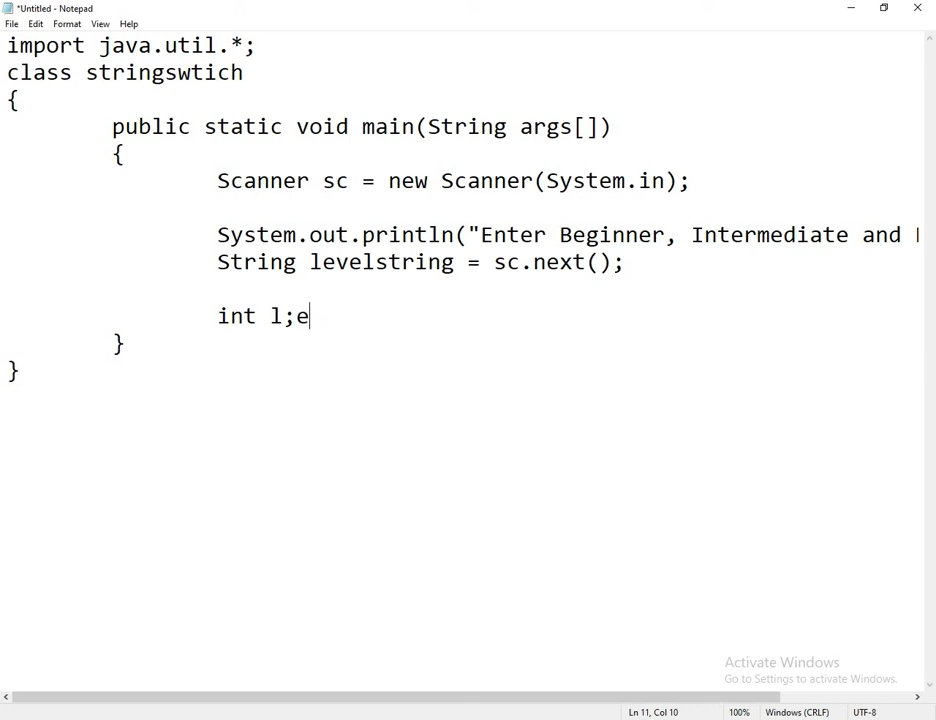 *Untitled - Notepad
File Edit Format View Help
import java.util.*;
class stringswtich
{
public static void main(String args[])
{
Scanner sc = new Scanner(System.in);
System.out.println("Enter Beginner, Intermediate and
String levelstring = sc.next();
int l;e
}
}
Activate Windows
Go to Settings to activate Windows.
Ln 11, Col 10 100% Windows (CRLF) UTF-8